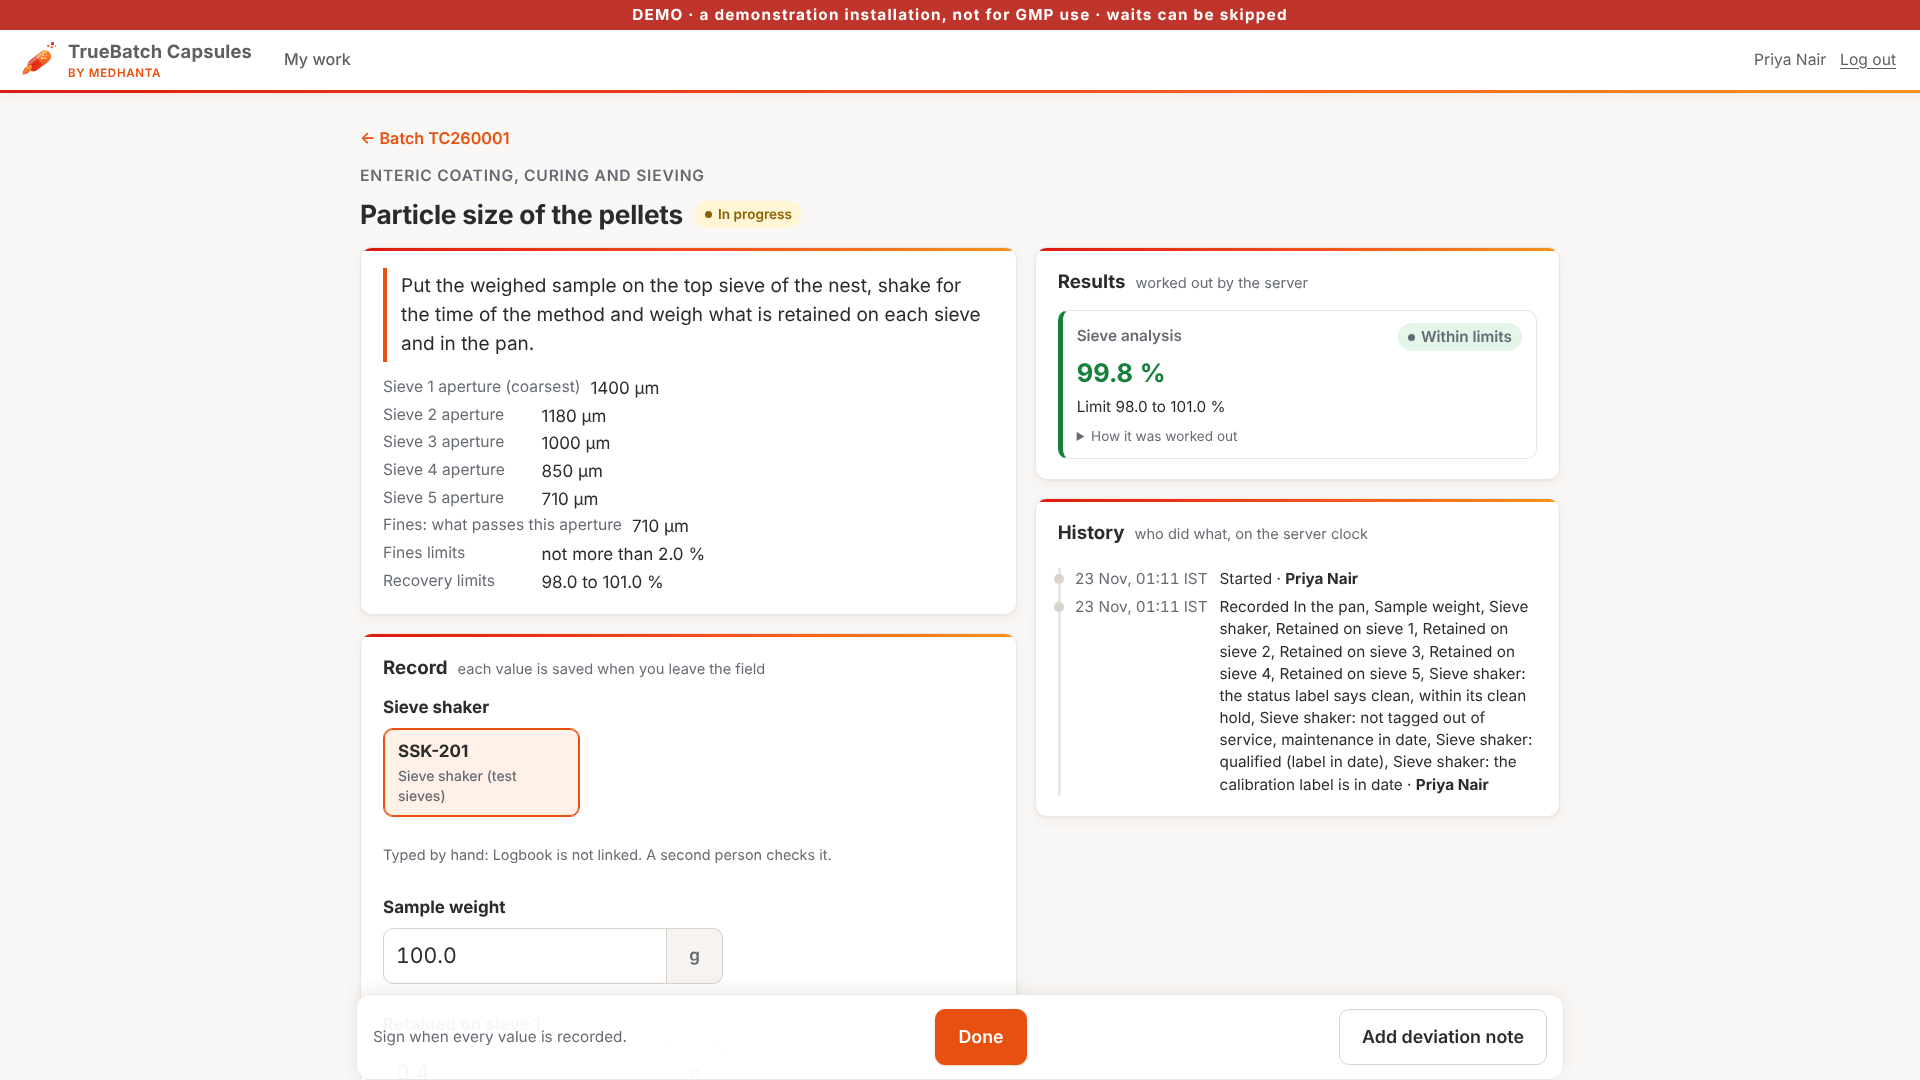 DEMO · a demonstration installation, not for GMP use · waits can be skipped
TrueBatch Capsules
BY MEDHANTA
My work
Priya Nair
Log out
← Batch TC260001
ENTERIC COATING, CURING AND SIEVING
Particle size of the pellets
In progress
Put the weighed sample on the top sieve of the nest, shake for
the time of the method and weigh what is retained on each sieve
and in the pan.
Sieve 1 aperture (coarsest) 1400 µm
Sieve 2 aperture 1180 µm
Sieve 3 aperture 1000 µm
Sieve 4 aperture 850 µm
Sieve 5 aperture 710 µm
Fines: what passes this aperture 710 µm
Fines limits not more than 2.0 %
Recovery limits 98.0 to 101.0 %
Record each value is saved when you leave the field
Sieve shaker
SSK-201
Sieve shaker (test
sieves)
Typed by hand: Logbook is not linked. A second person checks it.
Sample weight
100.0 g
Retained on sieve 1
0.4 g
Sign when every value is recorded.
Done
Add deviation note
Results worked out by the server
Sieve analysis
Within limits
99.8 %
Limit 98.0 to 101.0 %
▶ How it was worked out
History who did what, on the server clock
23 Nov, 01:11 IST Started · Priya Nair
23 Nov, 01:11 IST Recorded In the pan, Sample weight, Sieve
shaker, Retained on sieve 1, Retained on
sieve 2, Retained on sieve 3, Retained on
sieve 4, Retained on sieve 5, Sieve shaker:
the status label says clean, within its clean
hold, Sieve shaker: not tagged out of
service, maintenance in date, Sieve shaker:
qualified (label in date), Sieve shaker: the
calibration label is in date · Priya Nair